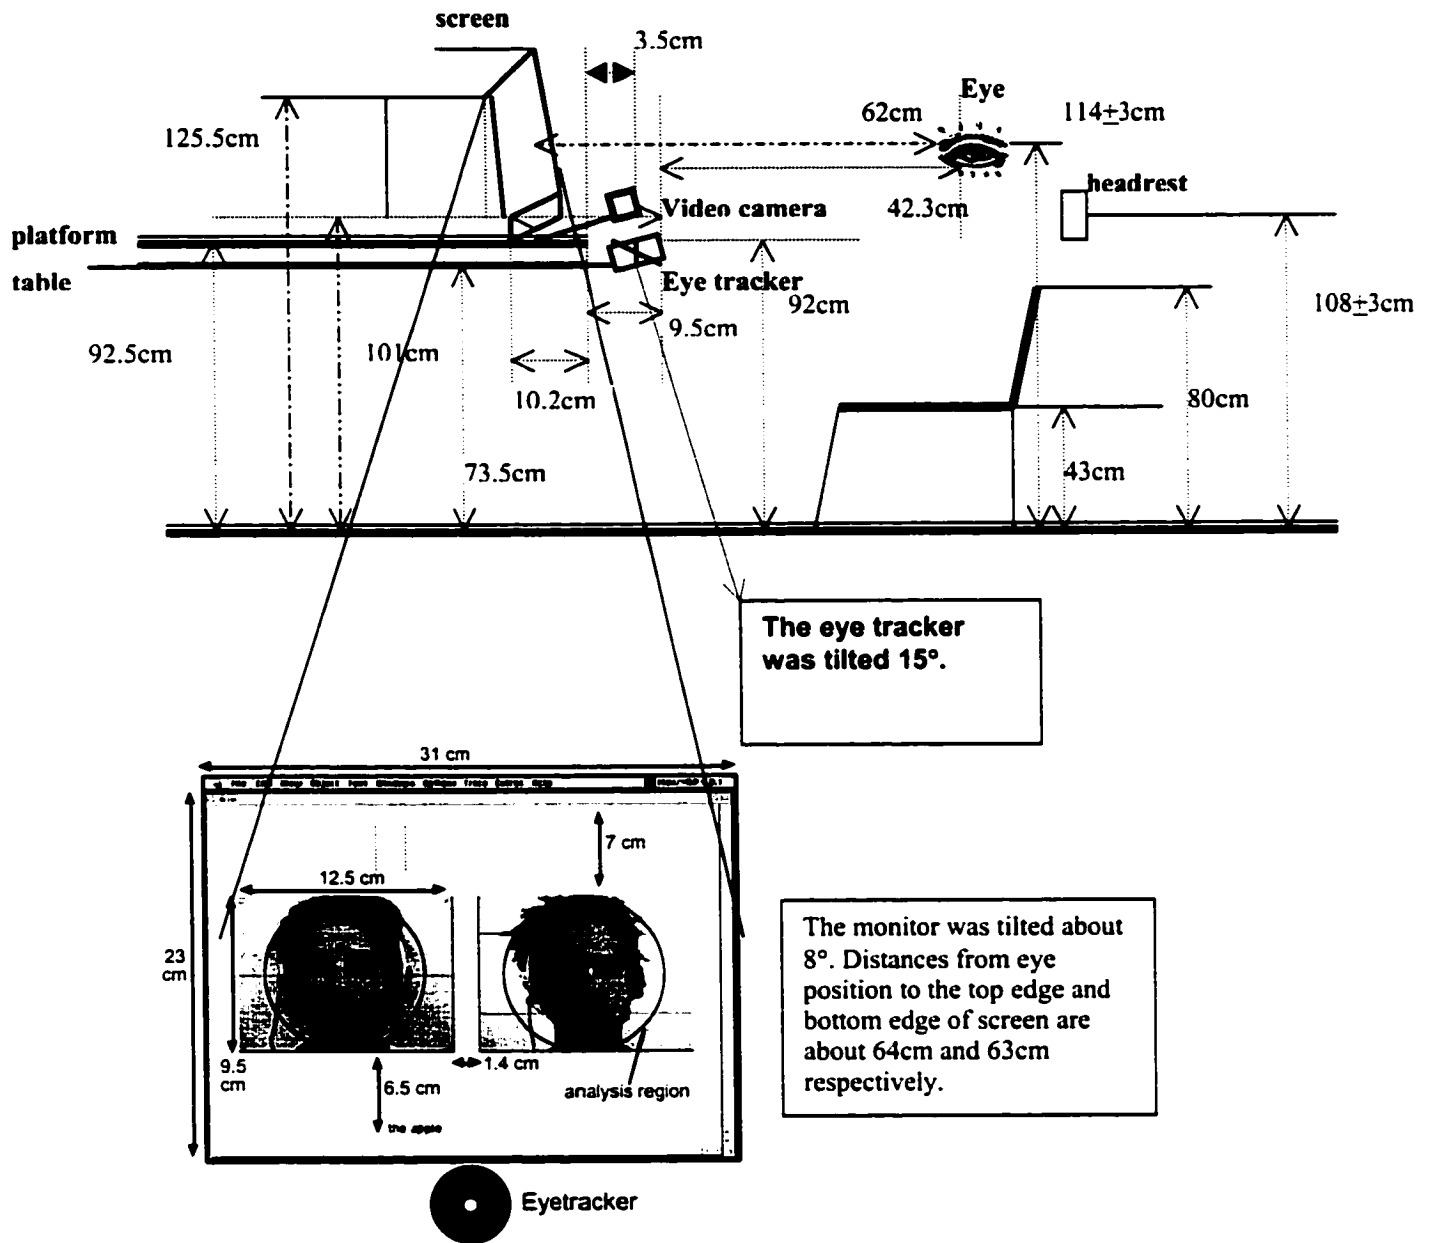 screen
3.5cm
Eye
62cm
114±3cm
125.5cm
headrest
42.3cm
Video camera
platform
table
Eye tracker
92cm
108±3cm
9.5cm
92.5cm
101cm
10.2cm
80cm
73.5cm
43cm
The eye tracker
was tilted 15°.
31 cm
7 cm
12.5 cm
23
cm
9.5
cm
1.4 cm
6.5 cm
analysis region
the apple
The monitor was tilted about
8°. Distances from eye
position to the top edge and
bottom edge of screen are
about 64cm and 63cm
respectively.
Eyetracker